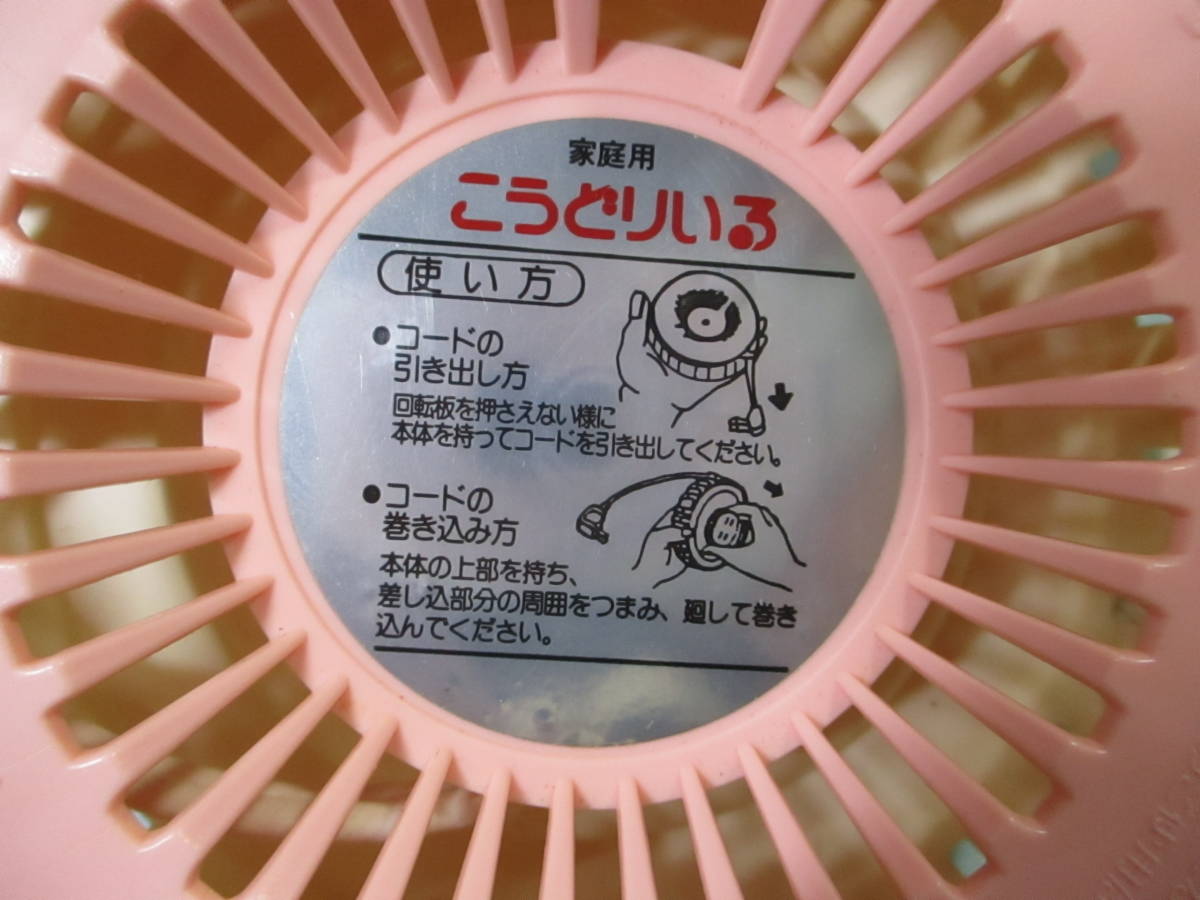 家庭用
こうどりいる
使い方
●コードの
引き出し方
回転板を押さえない様に
本体を持ってコードを引き出してください。
●コードの
巻き込み方
本体の上部を持ち、
差し込部分の周囲をつまみ、廻して巻き
込んでください。